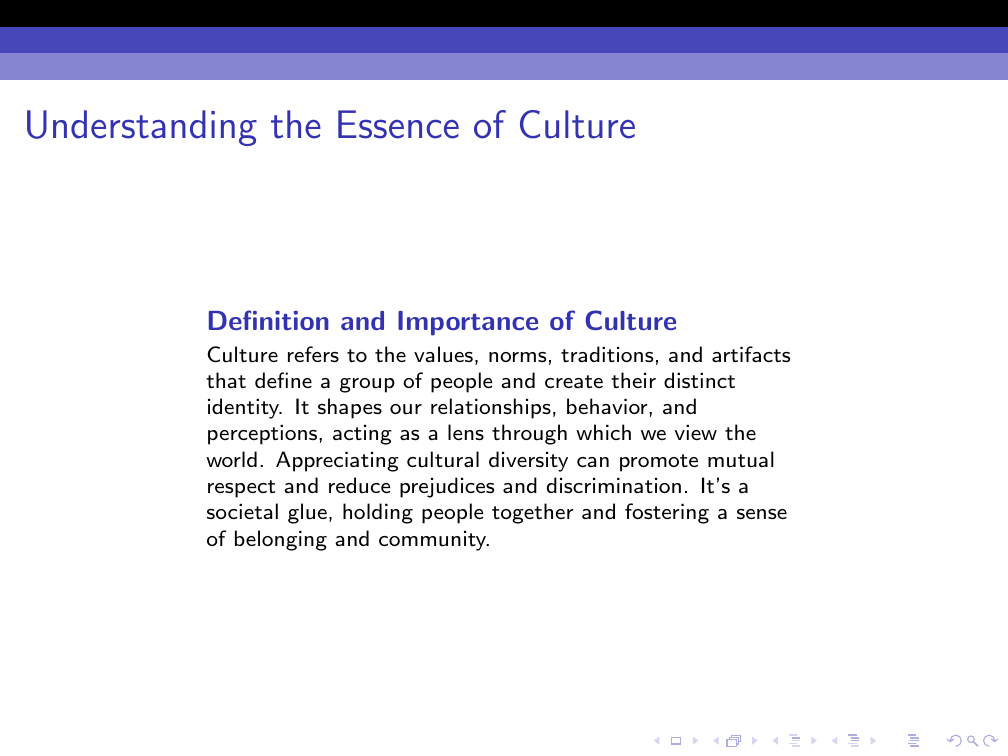 Understanding the Essence of Culture
Definition and Importance of Culture
Culture refers to the values, norms, traditions, and artifacts
that define a group of people and create their distinct
identity. It shapes our relationships, behavior, and
perceptions, acting as a lens through which we view the
world. Appreciating cultural diversity can promote mutual
respect and reduce prejudices and discrimination. It's a
societal glue, holding people together and fostering a sense
of belonging and community.